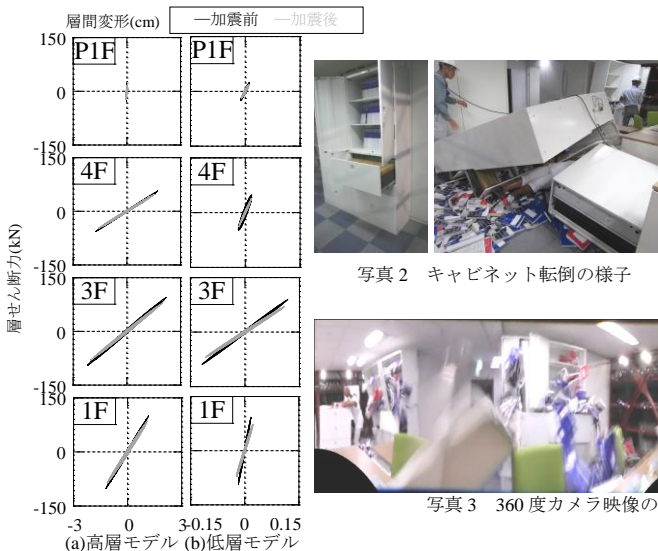 層間変形(cm)
―加震前 ―加震後
150
P1F
P1F
0
-150
150
4F
4F
0
-150
層せん断力(kN)
150
3F
3F
0
-150
150
1F
1F
0
-150
-3 0 3-0.15 0 0.15
(a)高層モデル (b)低層モデル
写真 2 キャビネット転倒の様子
写真 3 360 度カメラ映像の